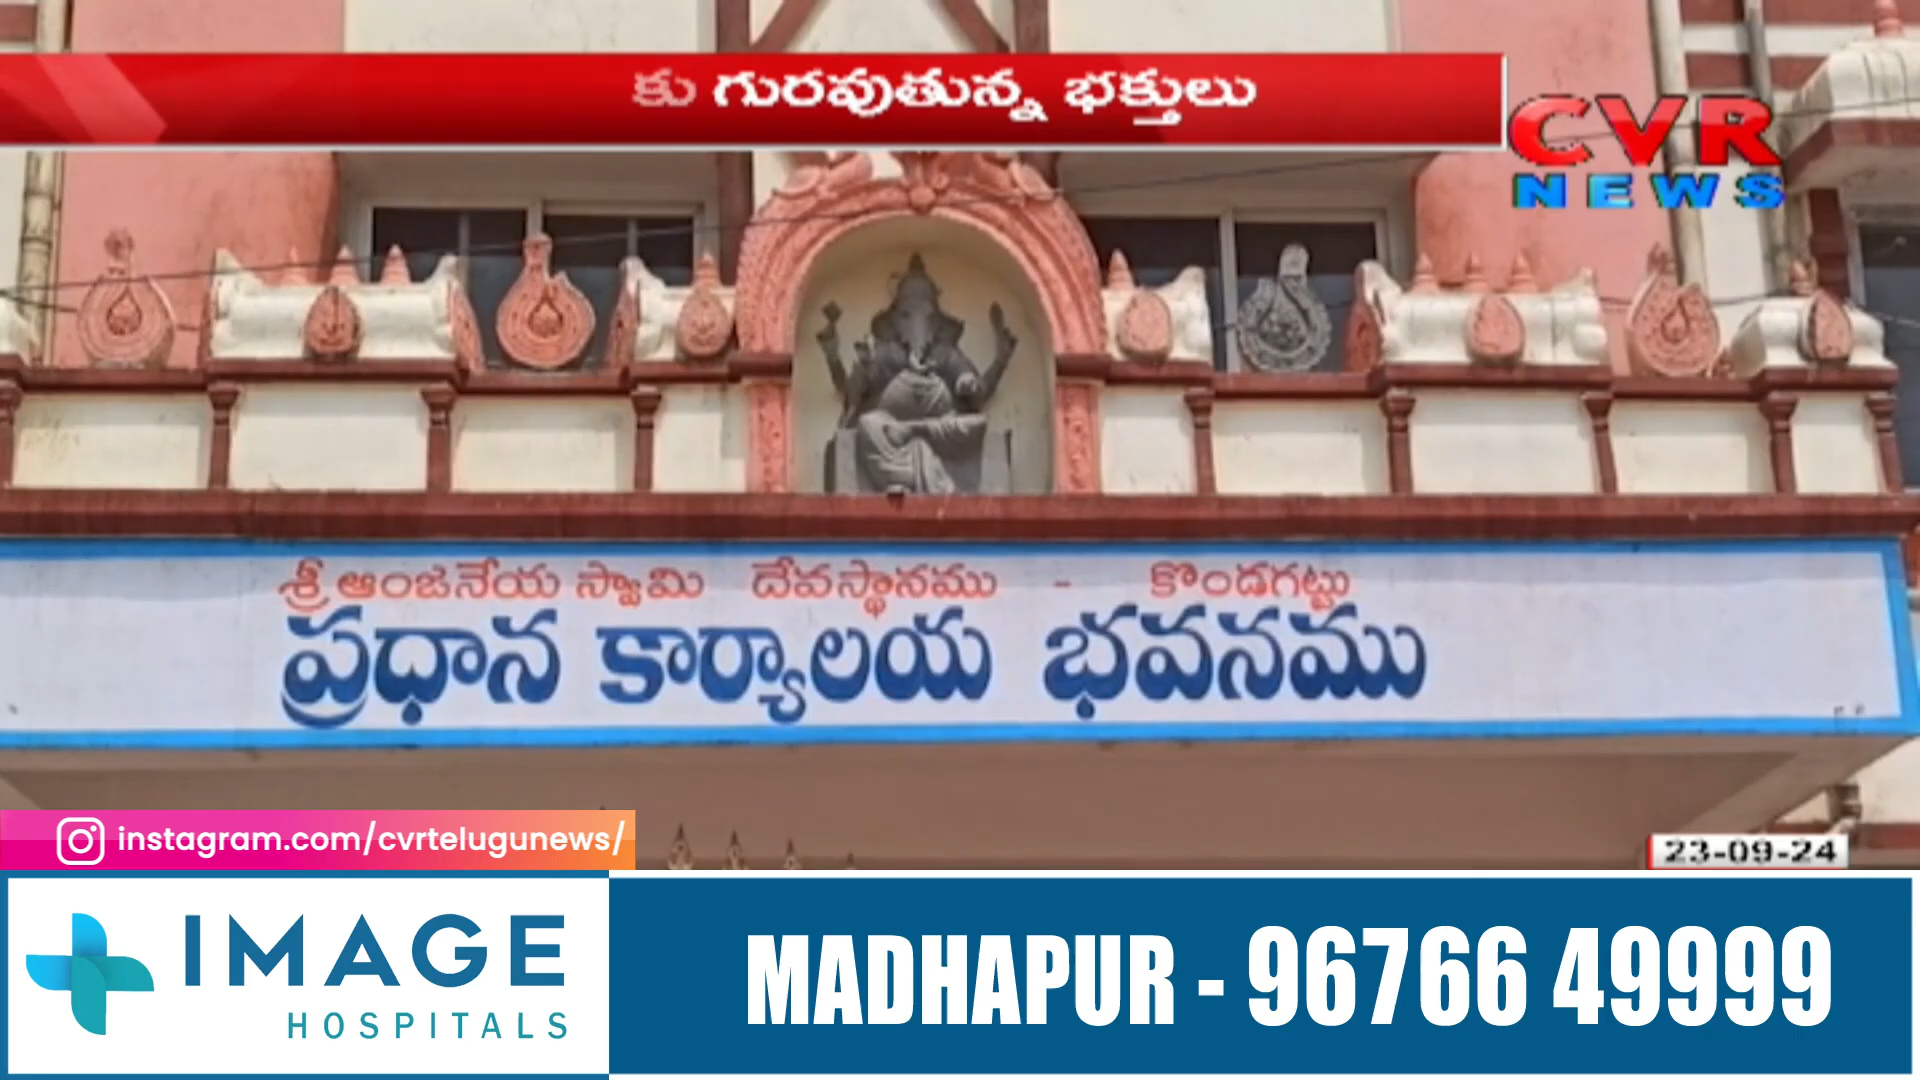 కు గురవుతున్న భక్తులు
CVR
NEWS
శ్రీ ఆంజనేయ స్వామి దేవస్థానము - కొండగట్టు
ప్రధాన కార్యాలయ భవనము
instagram.com/cvrtelugunews/
23-09-24
IMAGE
HOSPITALS
MADHAPUR - 96766 49999